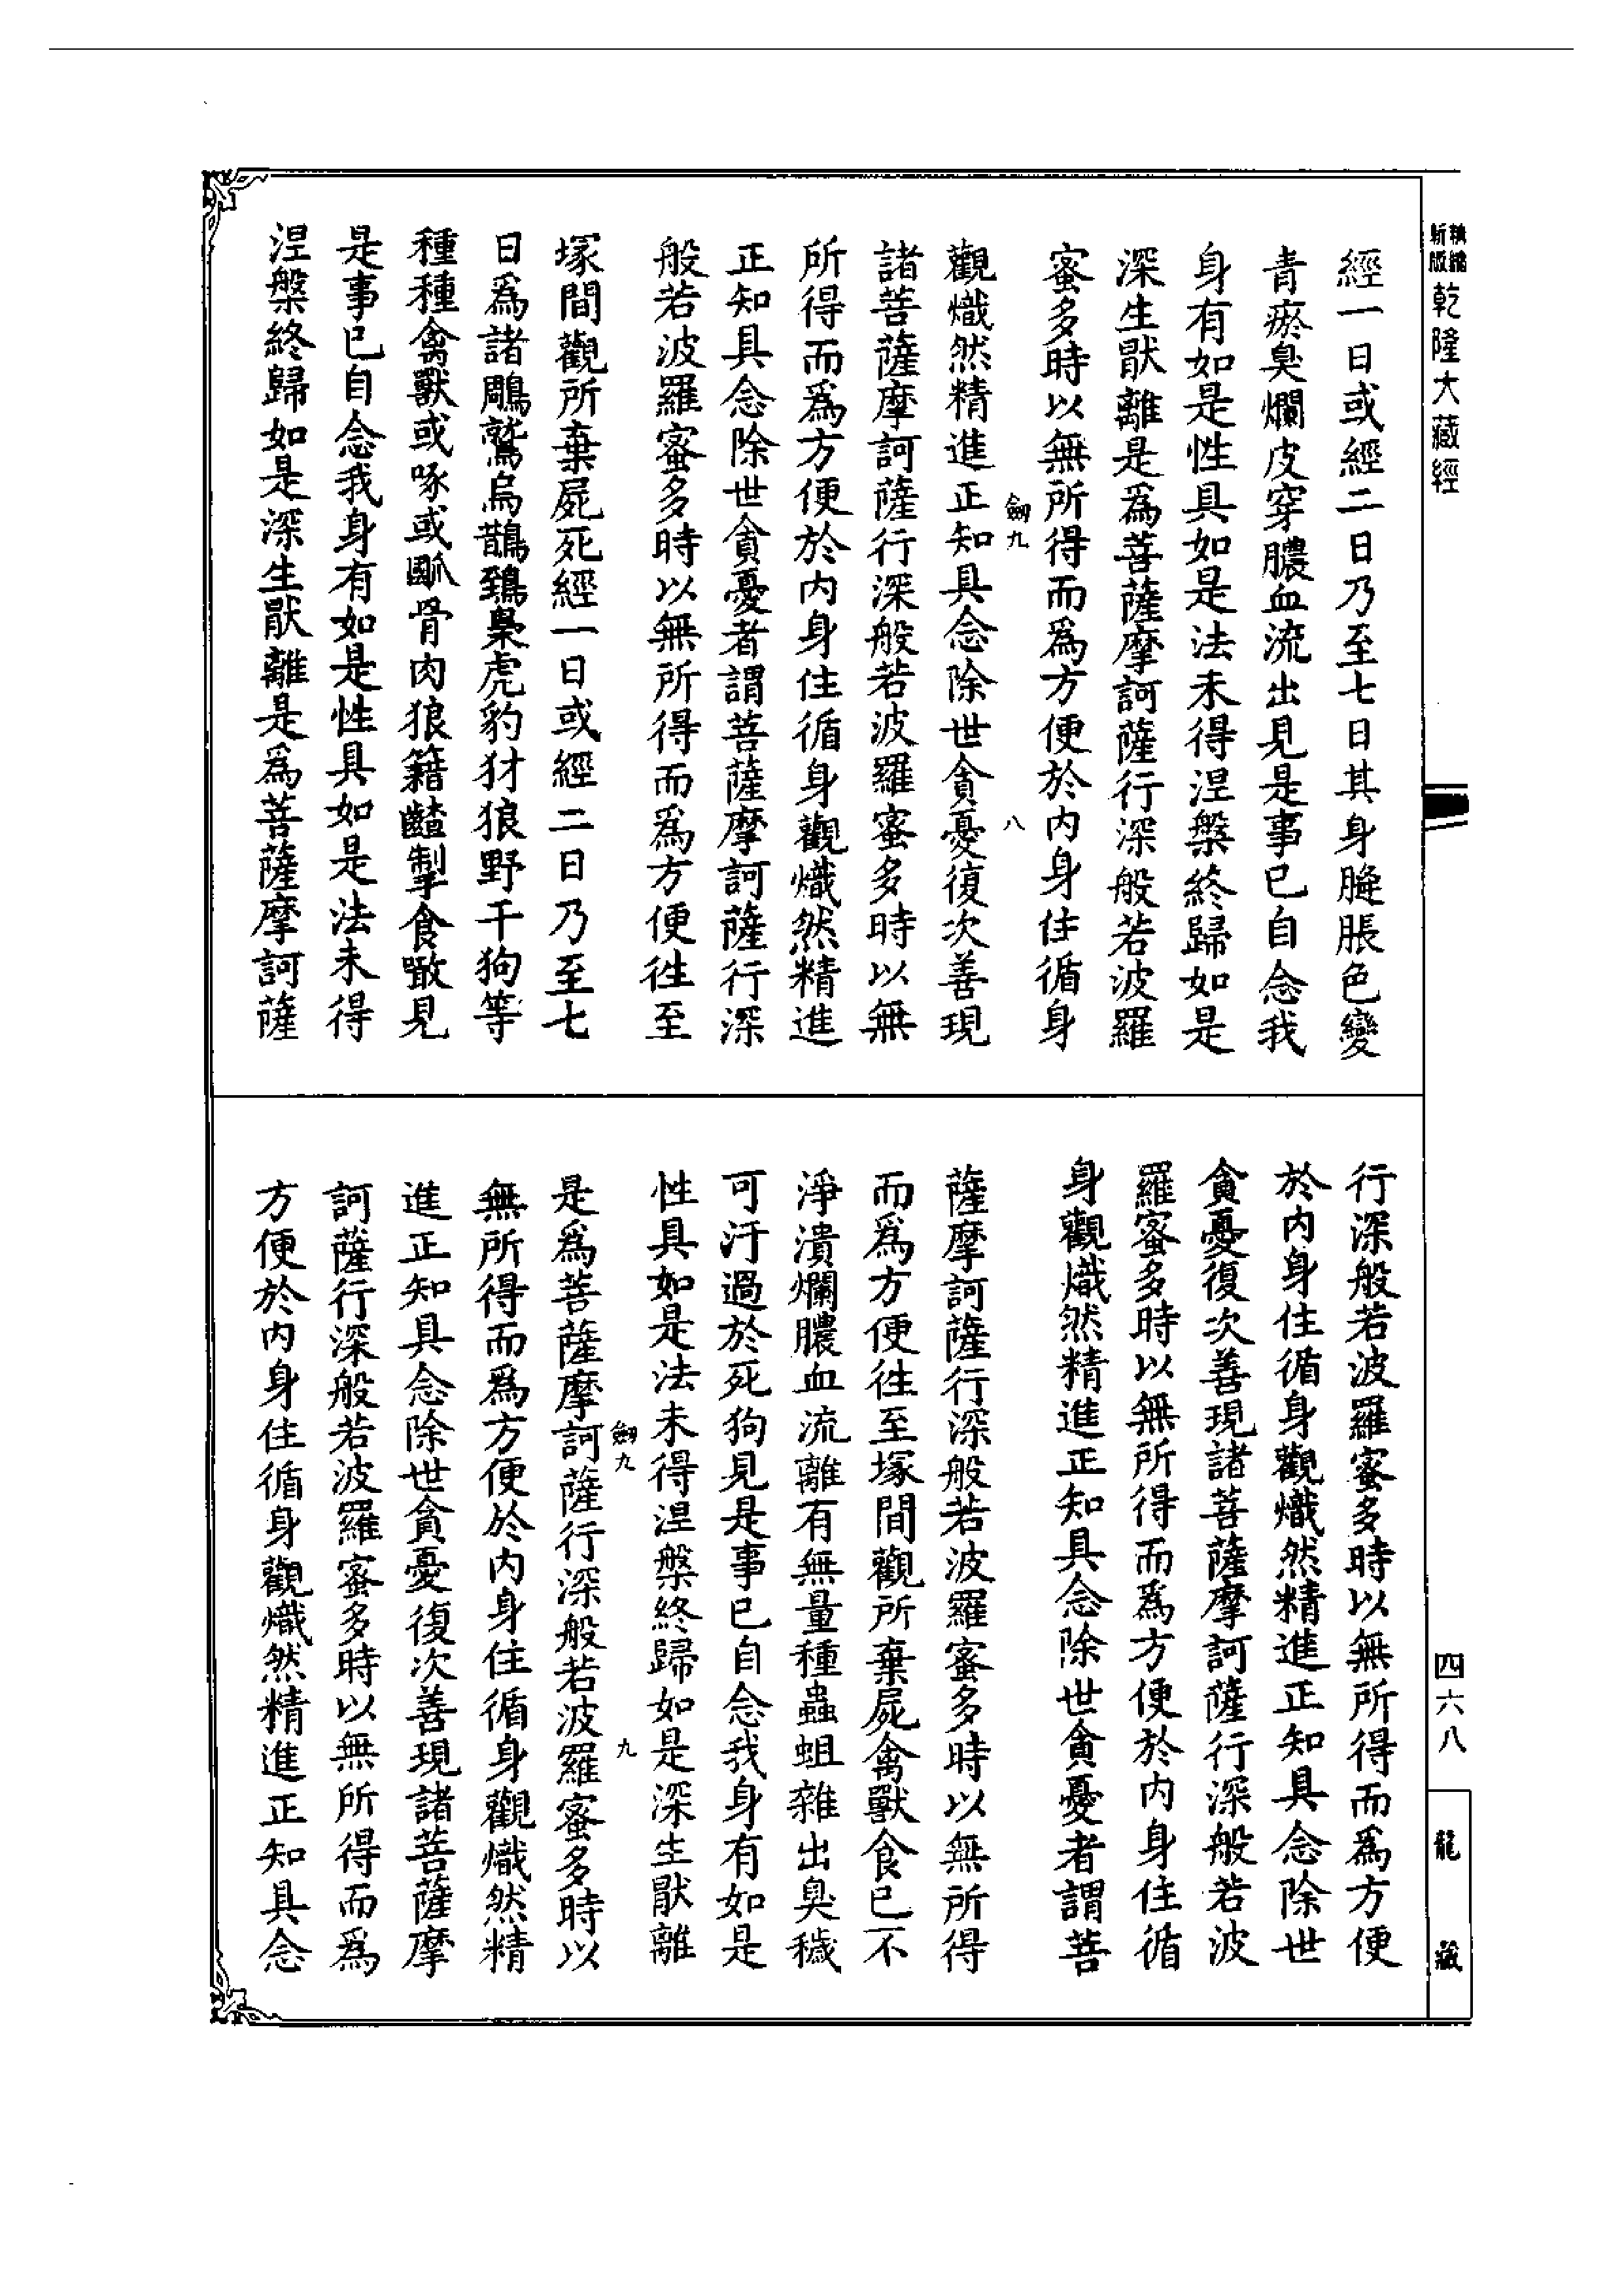 精縮
新版
乾隆大藏經
經一日或經二日乃至七日其身膖脹色變
青瘀臭爛皮穿膿血流出見是事已自念我
身有如是性具如是法未得涅槃終歸如是
深生猒離是爲菩薩摩訶薩行深般若波羅
蜜多時以無所得而爲方便於內身住循身
劒九 八
觀熾然精進正知具念除世貪憂復次善現
諸菩薩摩訶薩行深般若波羅蜜多時以無
所得而爲方便於內身住循身觀熾然精進
正知具念除世貪憂者謂菩薩摩訶薩行深
般若波羅蜜多時以無所得而爲方便往至
塚間觀所棄屍死經一日或經二日乃至七
日爲諸鵰鷲烏鵲鵄梟虎豹犲狼野干狗等
種種禽獸或啄或齚骨肉狼籍齰掣食噉見
是事已自念我身有如是性具如是法未得
涅槃終歸如是深生猒離是爲菩薩摩訶薩
行深般若波羅蜜多時以無所得而爲方便
於內身住循身觀熾然精進正知具念除世
貪憂復次善現諸菩薩摩訶薩行深般若波
羅蜜多時以無所得而爲方便於內身住循
身觀熾然精進正知具念除世貪憂者謂菩
薩摩訶薩行深般若波羅蜜多時以無所得
而爲方便往至塚間觀所棄屍禽獸食已不
淨潰爛膿血流離有無量種蟲蛆雜出臭穢
可汙過於死狗見是事已自念我身有如是
性具如是法未得涅槃終歸如是深生猒離
劒九 九
是爲菩薩摩訶薩行深般若波羅蜜多時以
無所得而爲方便於內身住循身觀熾然精
進正知具念除世貪憂復次善現諸菩薩摩
訶薩行深般若波羅蜜多時以無所得而爲
方便於內身住循身觀熾然精進正知具念
四六八
龍藏